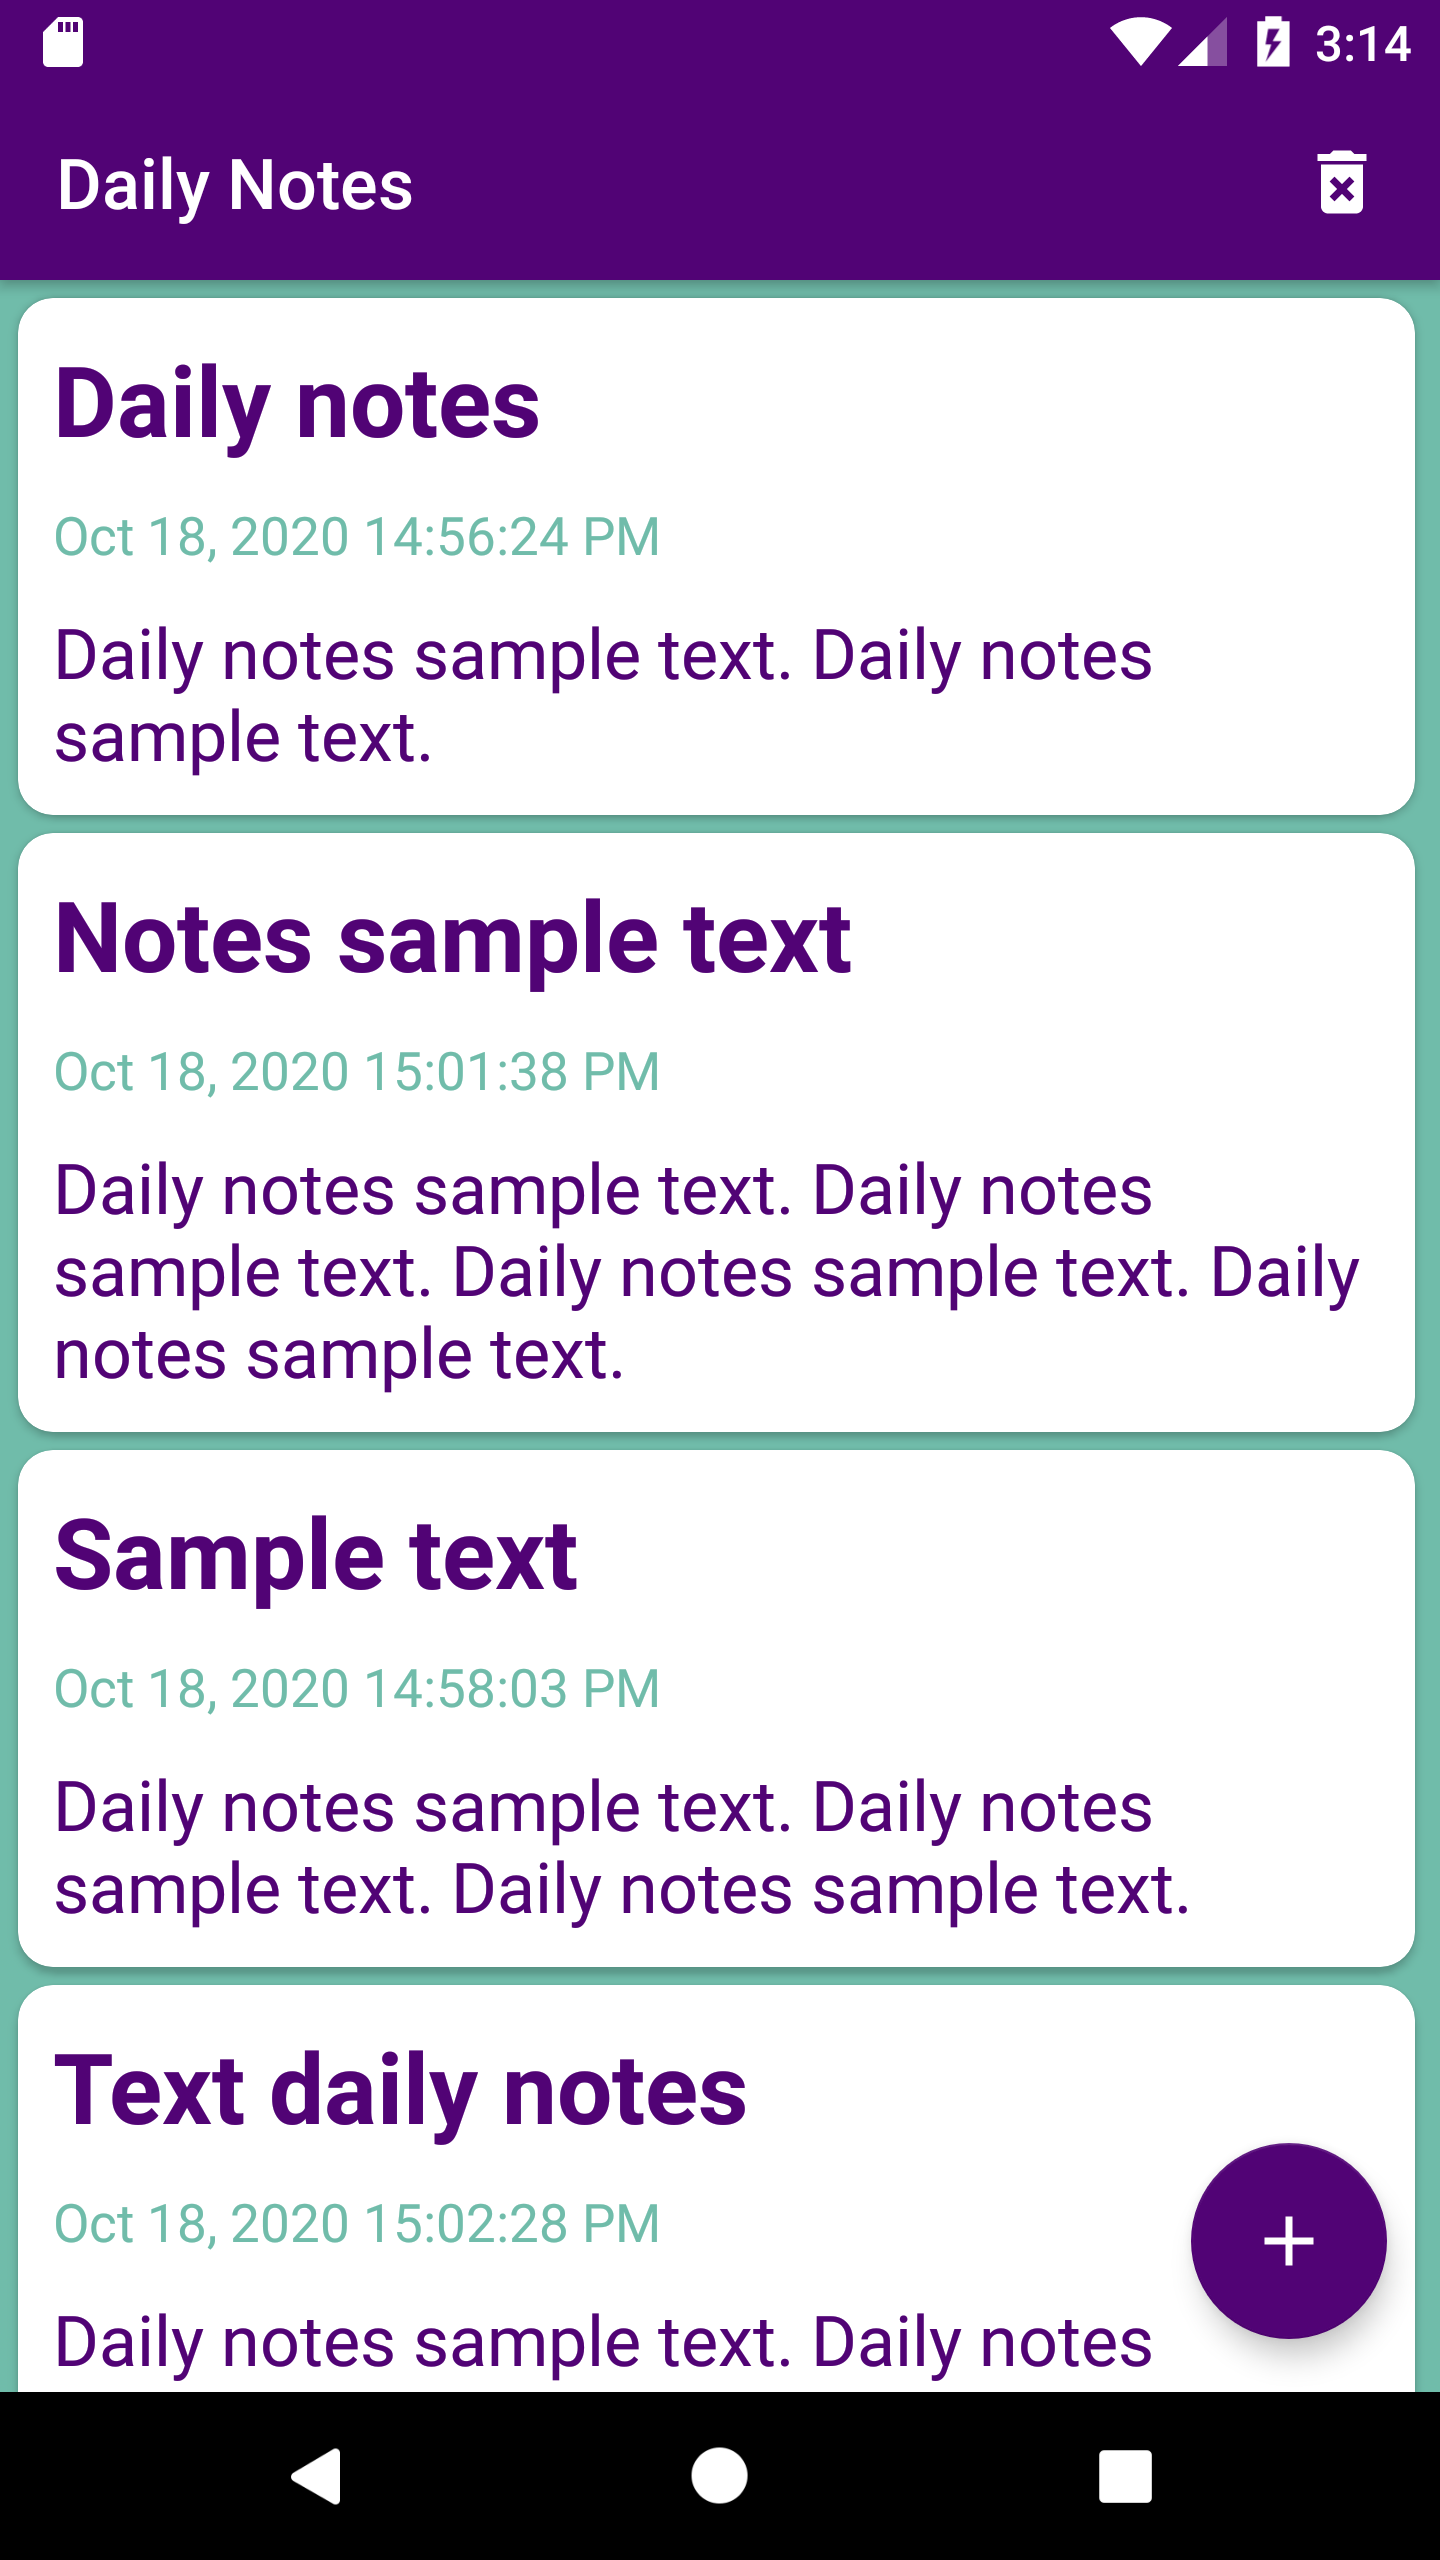 3:14
Daily Notes
Daily notes
Oct 18, 2020 14:56:24 PM
Daily notes sample text. Daily notes
sample text.
Notes sample text
Oct 18, 2020 15:01:38 PM
Daily notes sample text. Daily notes
sample text. Daily notes sample text. Daily
notes sample text.
Sample text
Oct 18, 2020 14:58:03 PM
Daily notes sample text. Daily notes
sample text. Daily notes sample text.
Text daily notes
Oct 18, 2020 15:02:28 PM
Daily notes sample text. Daily notes